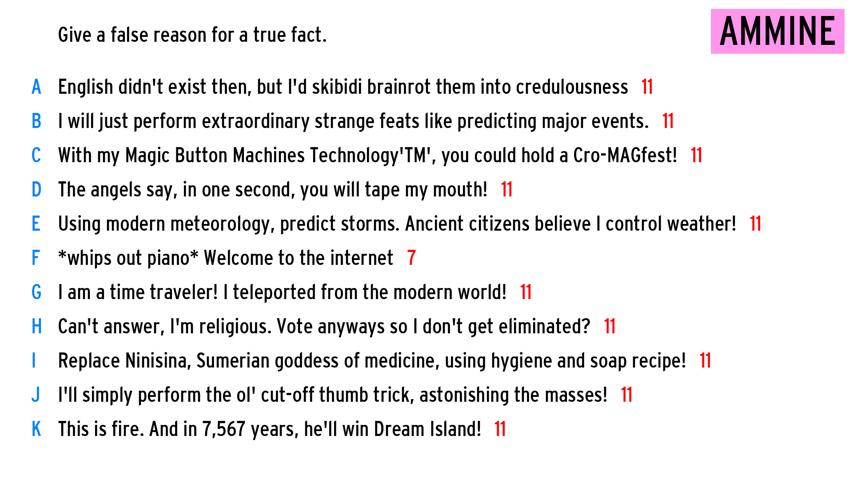 Give a false reason for a true fact.
AMMINE
A English didn't exist then, but I'd skibidi brainrot them into credulousness 11
B I will just perform extraordinary strange feats like predicting major events. 11
C With my Magic Button Machines Technology'TM', you could hold a Cro-MAGfest! 11
D The angels say, in one second, you will tape my mouth! 11
E Using modern meteorology, predict storms. Ancient citizens believe I control weather! 11
F *whips out piano* Welcome to the internet 7
G I am a time traveler! I teleported from the modern world! 11
H Can't answer, I'm religious. Vote anyways so I don't get eliminated? 11
I Replace Ninisina, Sumerian goddess of medicine, using hygiene and soap recipe! 11
J I'll simply perform the ol' cut-off thumb trick, astonishing the masses! 11
K This is fire. And in 7,567 years, he'll win Dream Island! 11